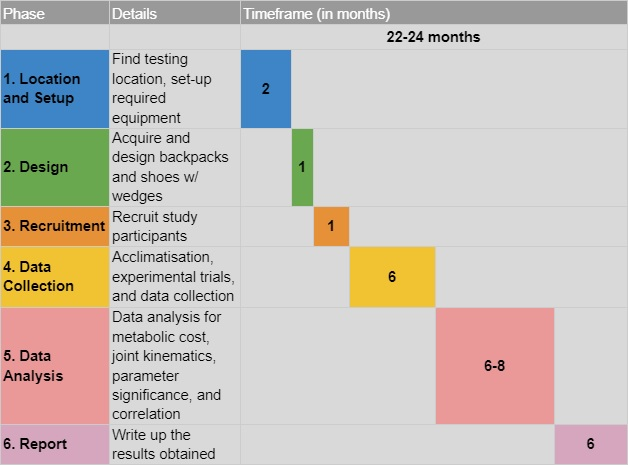 Phase Details Timeframe (in months)
22-24 months
1. Location
and Setup
Find testing
location, set-up
required
equipment
2
2. Design
Acquire and
design backpacks
and shoes w/
wedges
1
3. Recruitment
Recruit study
participants
1
4. Data
Collection
Acclimatisation,
experimental trials,
and data collection
6
5. Data
Analysis
Data analysis for
metabolic cost,
joint kinematics,
parameter
significance, and
correlation
6-8
6. Report
Write up the
results obtained
6